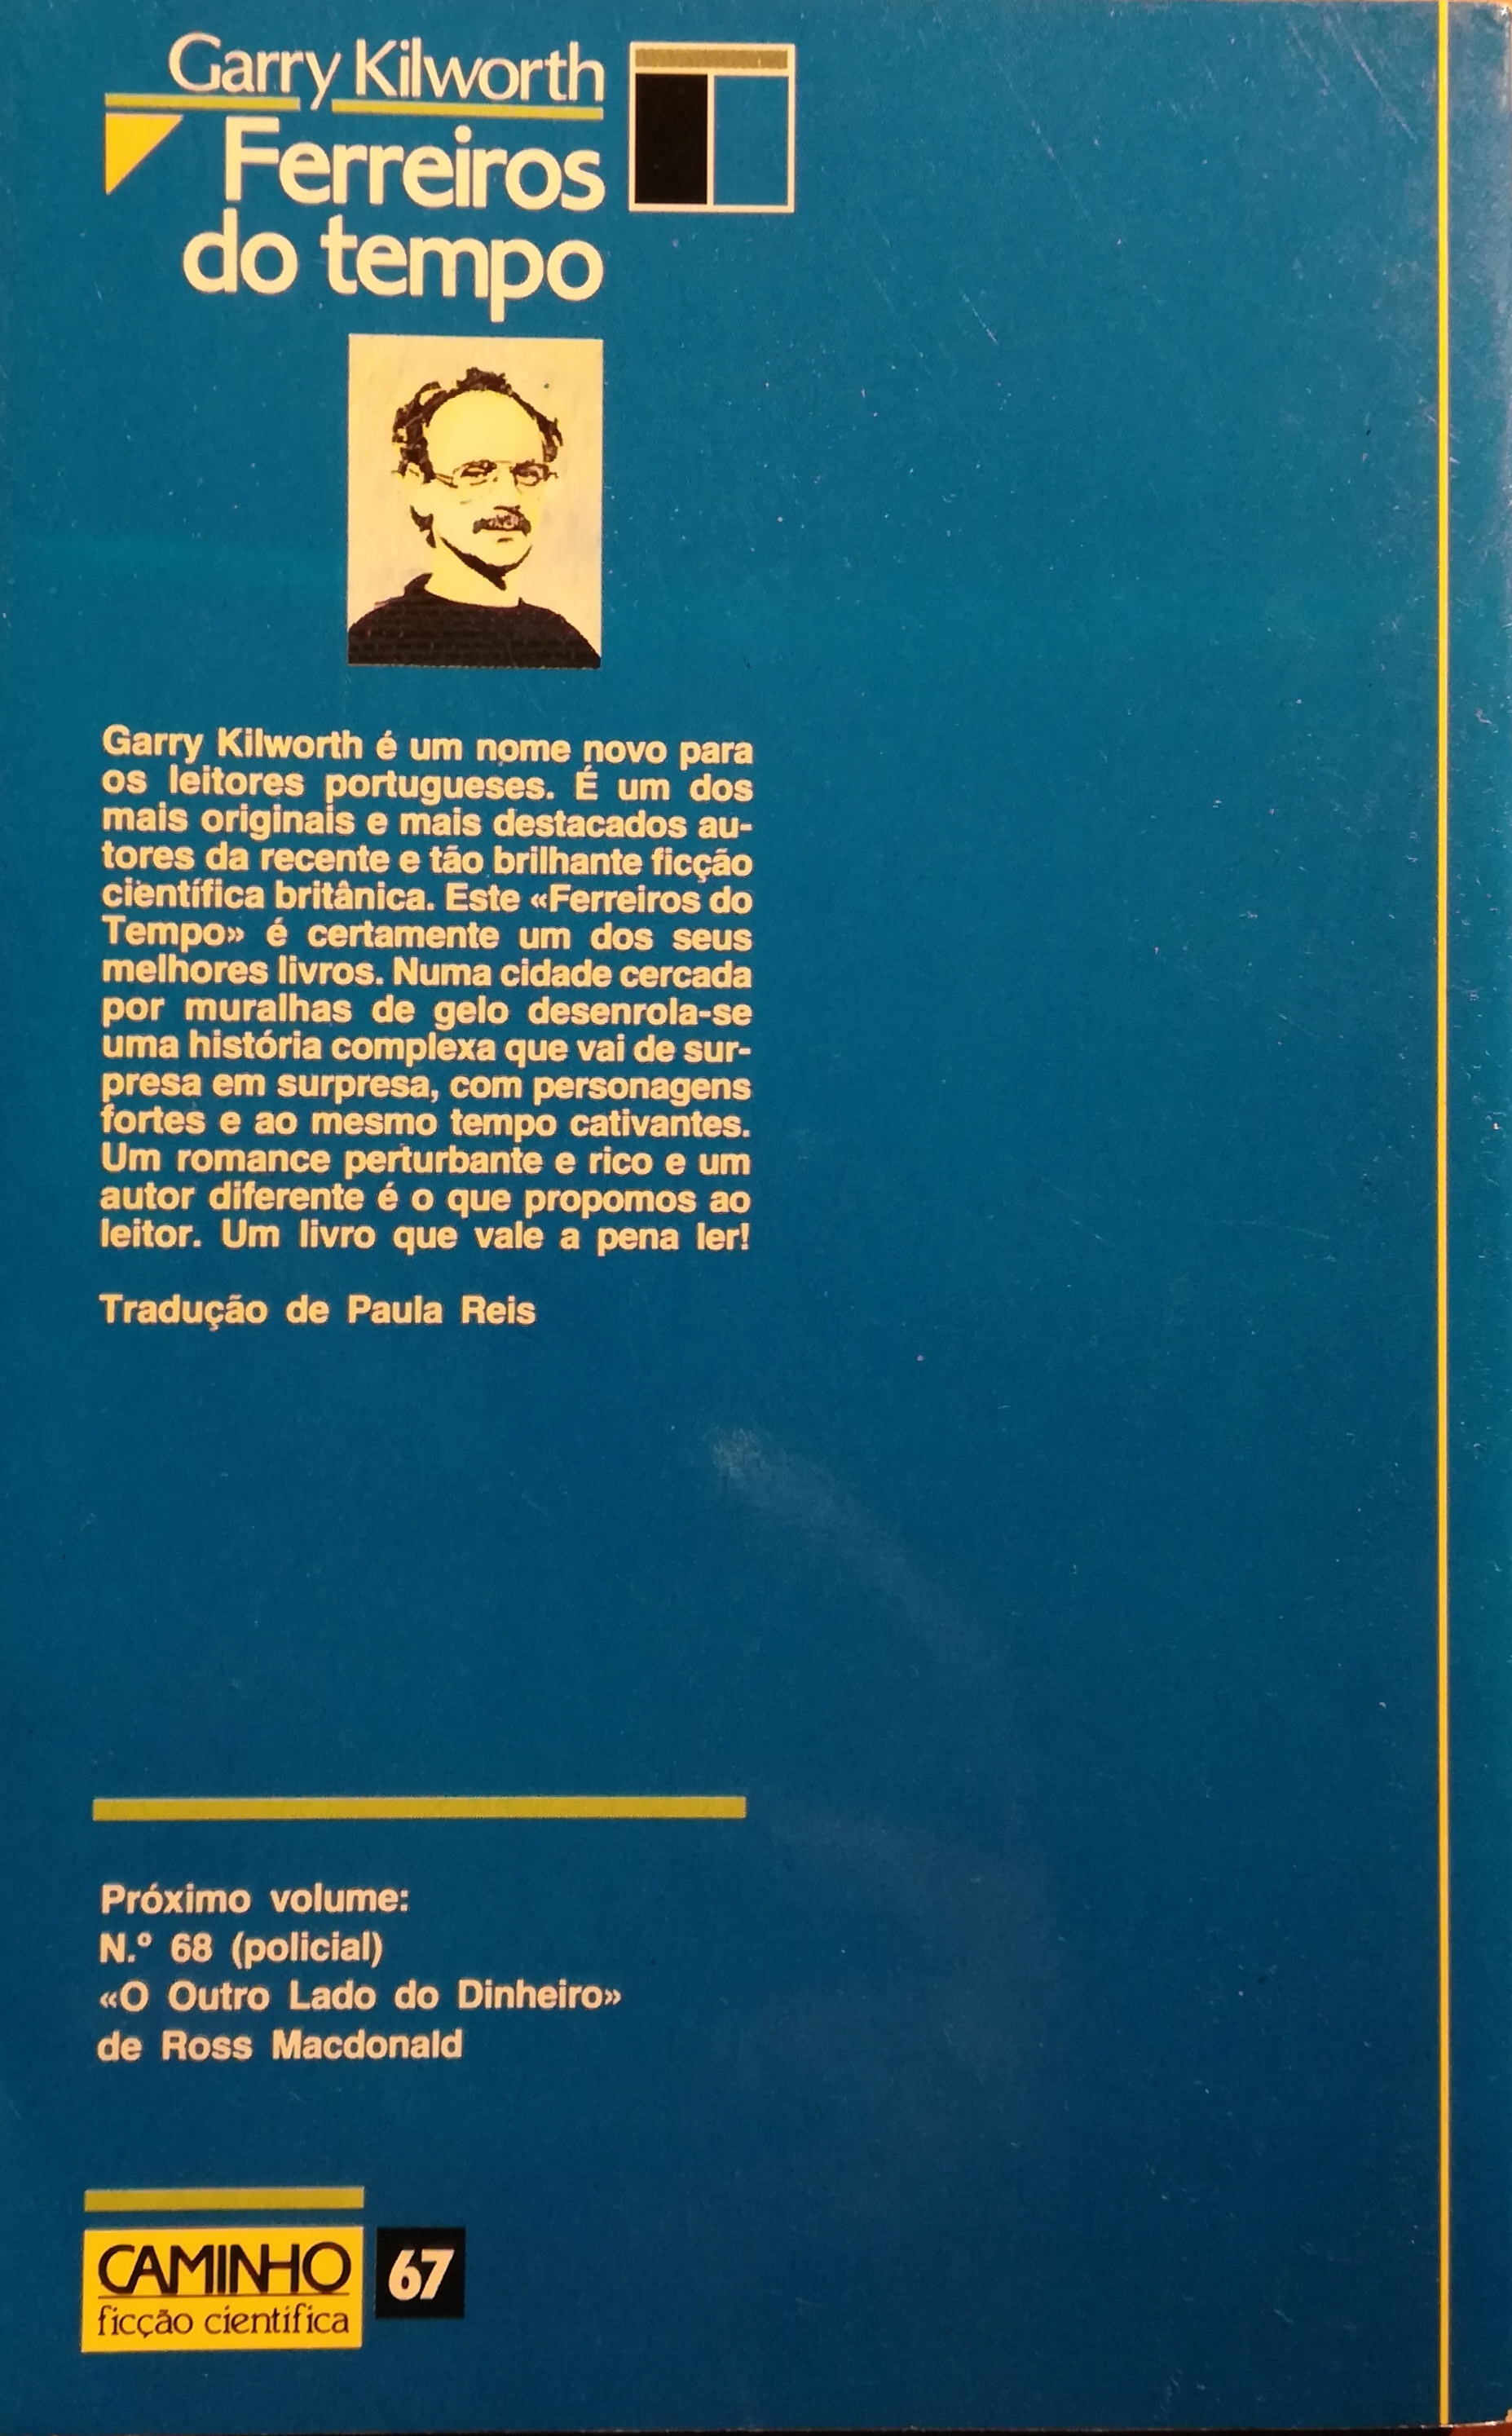 Garry Kilworth
Ferreiros
do tempo
Garry Kilworth é um nome novo para
os leitores portugueses. É um dos
mais originais e mais destacados au-
tores da recente e tão brilhante ficção
científica britânica. Este «Ferreiros do
Tempo» é certamente um dos seus
melhores livros. Numa cidade cercada
por muralhas de gelo desenrola-se
uma história complexa que vai de sur-
presa em surpresa, com personagens
fortes e ao mesmo tempo cativantes.
Um romance perturbante e rico e um
autor diferente é o que propomos ao
leitor. Um livro que vale a pena ler!
Tradução de Paula Reis
Próximo volume:
N.º 68 (policial)
«O Outro Lado do Dinheiro»
de Ross Macdonald
CAMINHO
ficção científica
67